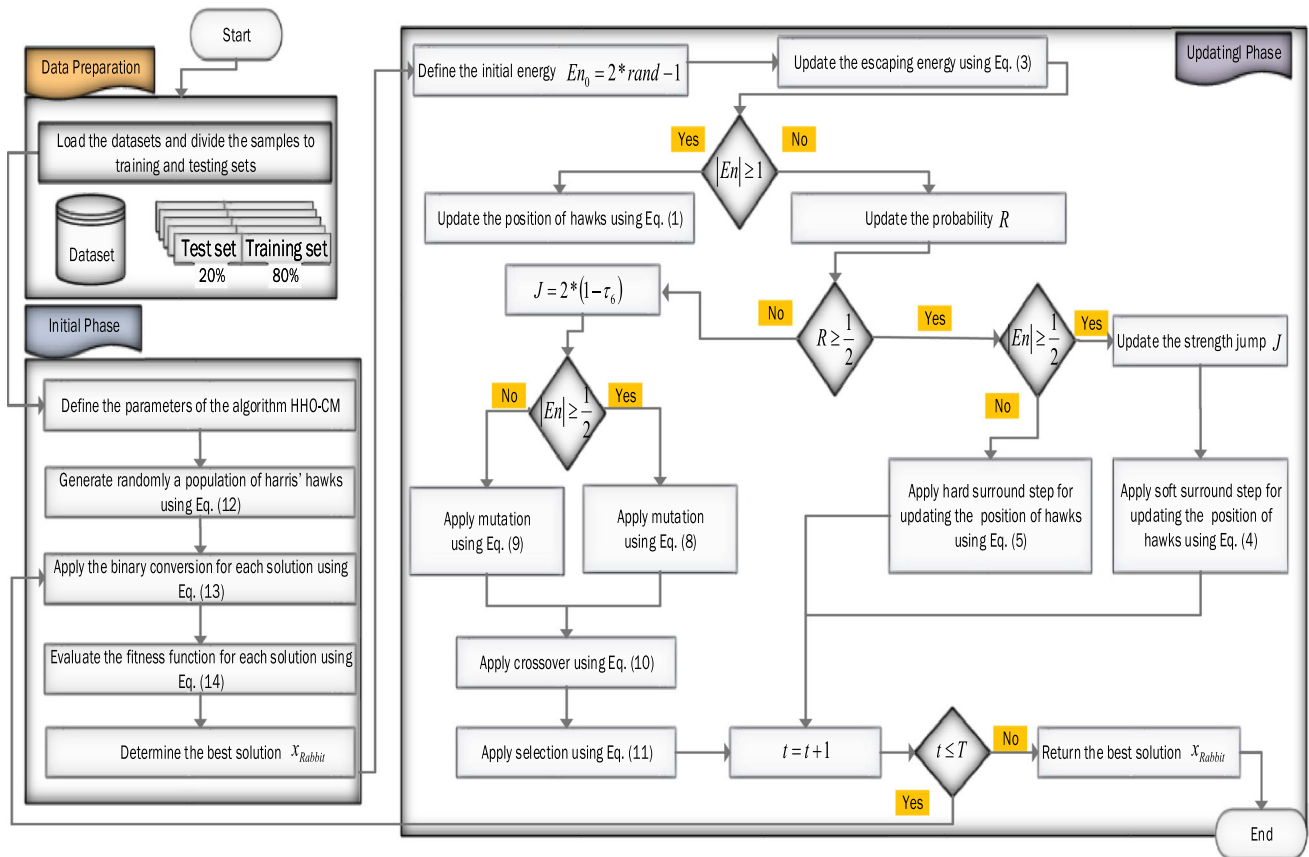 Start
Data Preparation
Load the datasets and divide the samples to
training and testing sets
Dataset
Test set
Training set
20%
80%
Initial Phase
Define the parameters of the algorithm HHO-CM
Generate randomly a population of harris' hawks
using Eq. (12)
Apply the binary conversion for each solution using
Eq. (13)
Evaluate the fitness function for each solution using
Eq. (14)
Determine the best solution x_Rabbit
Updating| Phase
Define the initial energy En_0 = 2 * rand − 1
Update the escaping energy using Eq. (3)
Yes
No
|En| ≥ 1
Update the position of hawks using Eq. (1)
Update the probability R
J = 2 * (1 − τ_6)
No
R ≥ 1/2
Yes
|En| ≥ 1/2
Yes
Update the strength jump J
No
No
|En| ≥ 1/2
Yes
Apply mutation
using Eq. (9)
Apply mutation
using Eq. (8)
Apply hard surround step for
updating the position of hawks
using Eq. (5)
Apply soft surround step for
updating the position of
hawks using Eq. (4)
Apply crossover using Eq. (10)
Apply selection using Eq. (11)
t = t + 1
t ≤ T
No
Return the best solution x_Rabbit
Yes
End